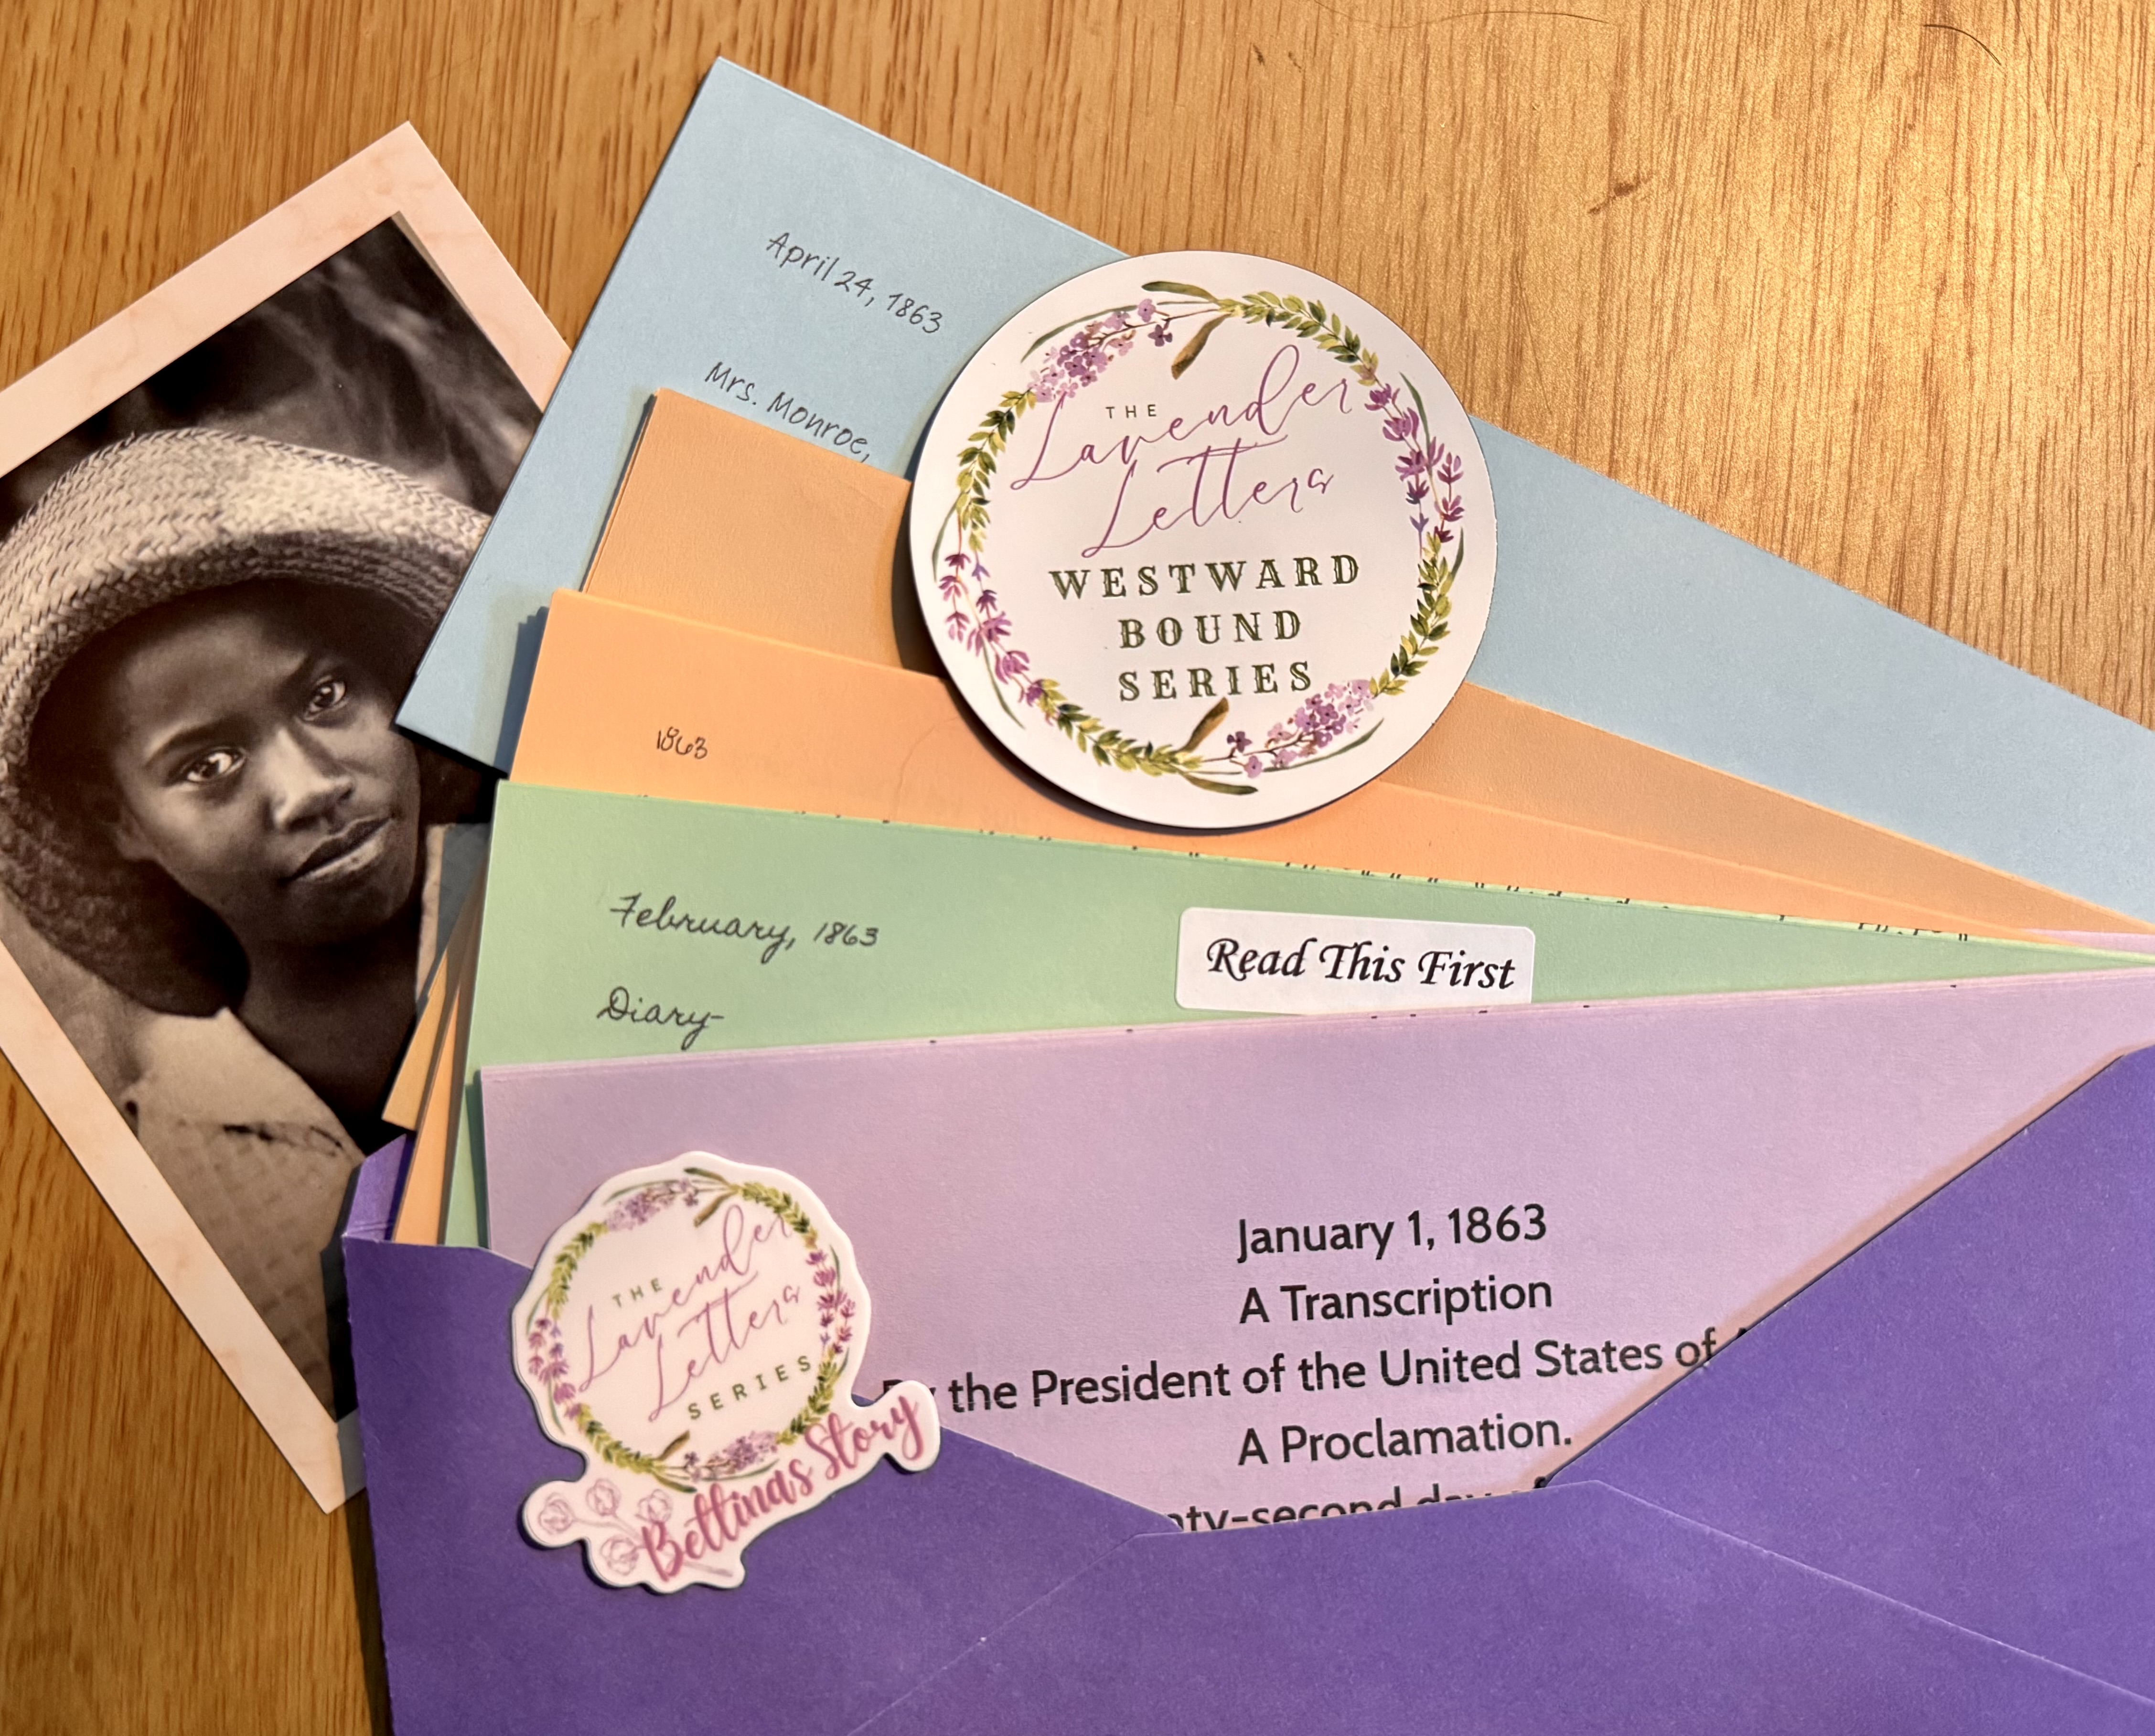 April 24, 1863
Mrs. Monroe,
THE
Lavender
Letters
WESTWARD
BOUND
SERIES
1863
February, 1863
Read This First
Diary-
January 1, 1863
A Transcription
the President of the United States of
A Proclamation.
THE
Lavender
Letters
SERIES
Bettinas Story